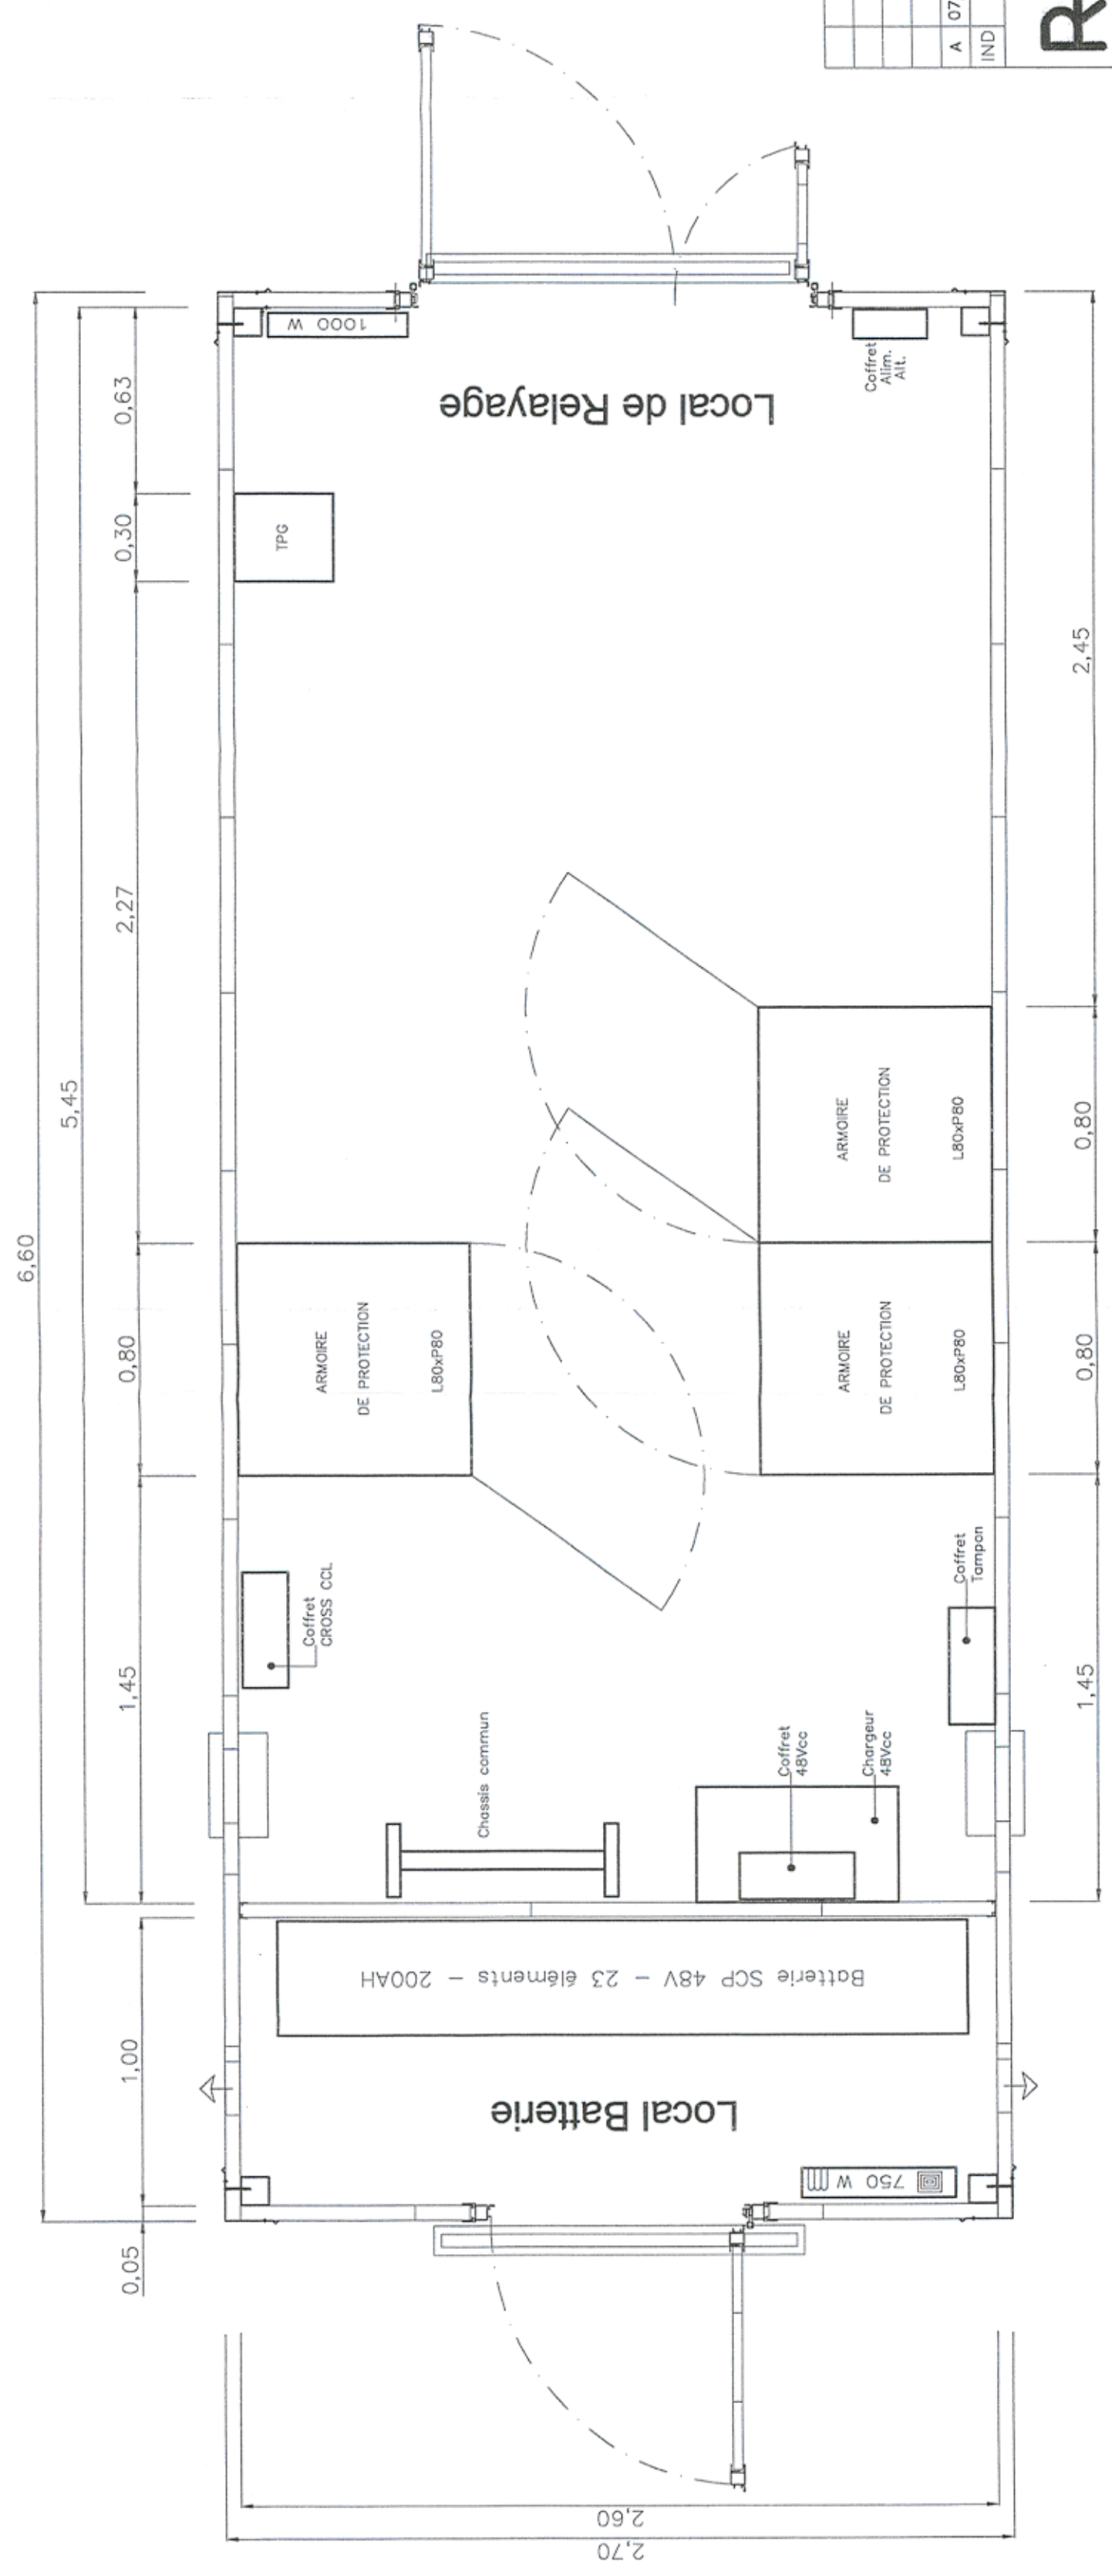 A 07
IND
R
6,60
5,45
0,63
0,30
2,27
0,80
1,45
1,00
0,05
1000 W
Local de Relayage
Coffret
Alim.
Alt.
TPG
2,45
ARMOIRE
DE PROTECTION
L80xP80
0,80
ARMOIRE
DE PROTECTION
L80xP80
ARMOIRE
DE PROTECTION
L80xP80
0,80
Coffret
CROSS CCL
Coffret
Tampon
1,45
Chassis commun
Coffret
48Vcc
Chargeur
48Vcc
Batterie SCP 48V – 23 éléments – 200AH
Local Batterie
750 W
2,60
2,70